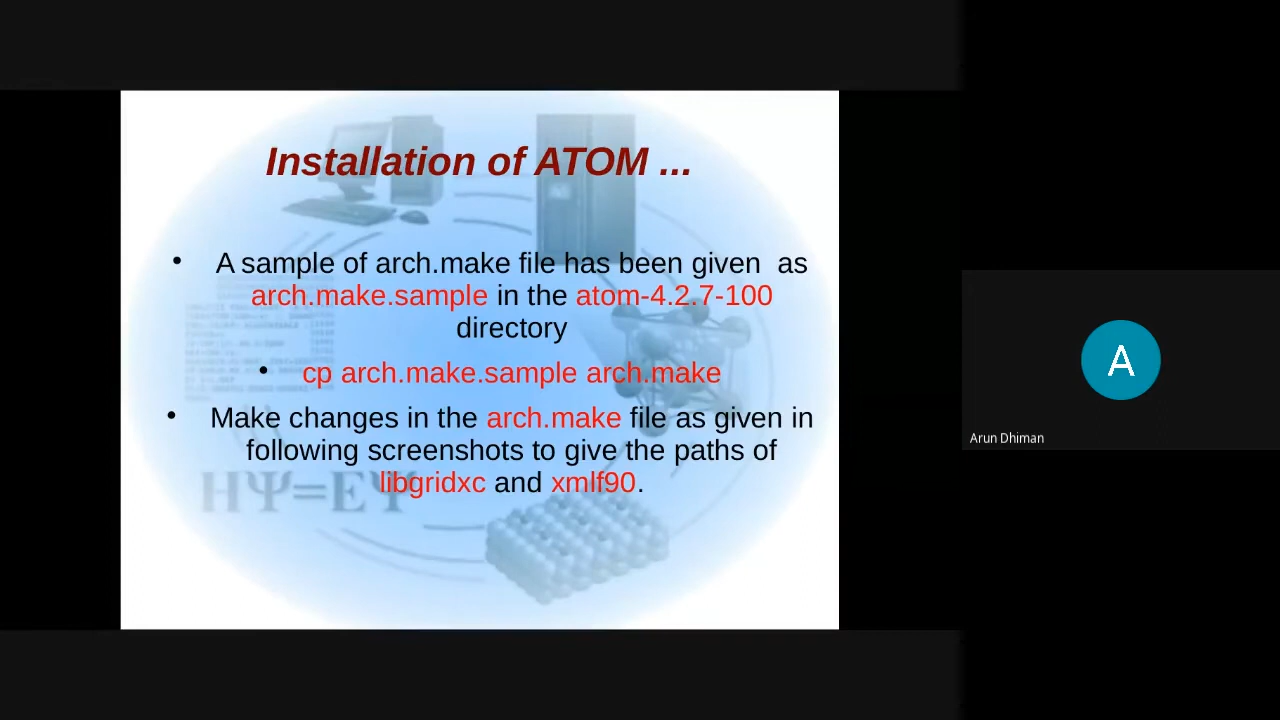 Installation of ATOM ...
• A sample of arch.make file has been given  as
arch.make.sample in the atom-4.2.7-100
directory
• cp arch.make.sample arch.make
• Make changes in the arch.make file as given in
following screenshots to give the paths of
libgridxc and xmlf90.
HΨ=EΨ
A
Arun Dhiman